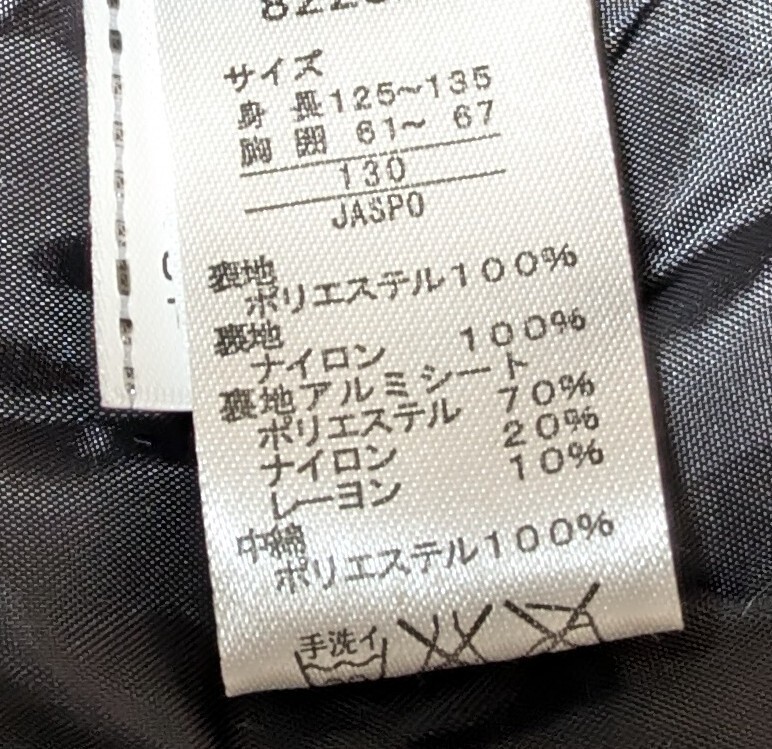 サイズ
身長125～135
胸囲 61～ 67
130
JASPO
表地
ポリエステル100%
裏地
ナイロン 100%
裏地アルミシート
ポリエステル 70%
ナイロン 20%
レーヨン 10%
中綿
ポリエステル100%
手洗イ